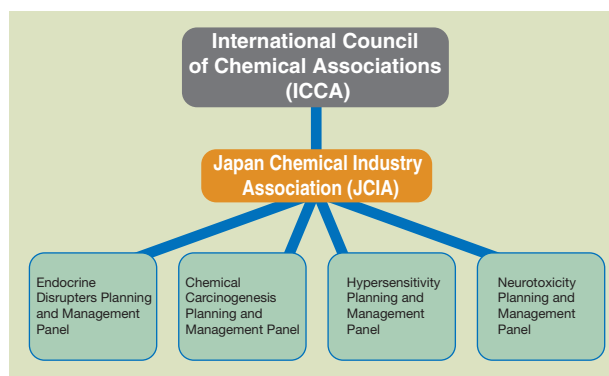 International Council
of Chemical Associations
(ICCA)
Japan Chemical Industry
Association (JCIA)
Endocrine
Disrupters Planning
and Management
Panel
Chemical
Carcinogenesis
Planning and
Management Panel
Hypersensitivity
Planning and
Management
Panel
Neurotoxicity
Planning and
Management
Panel